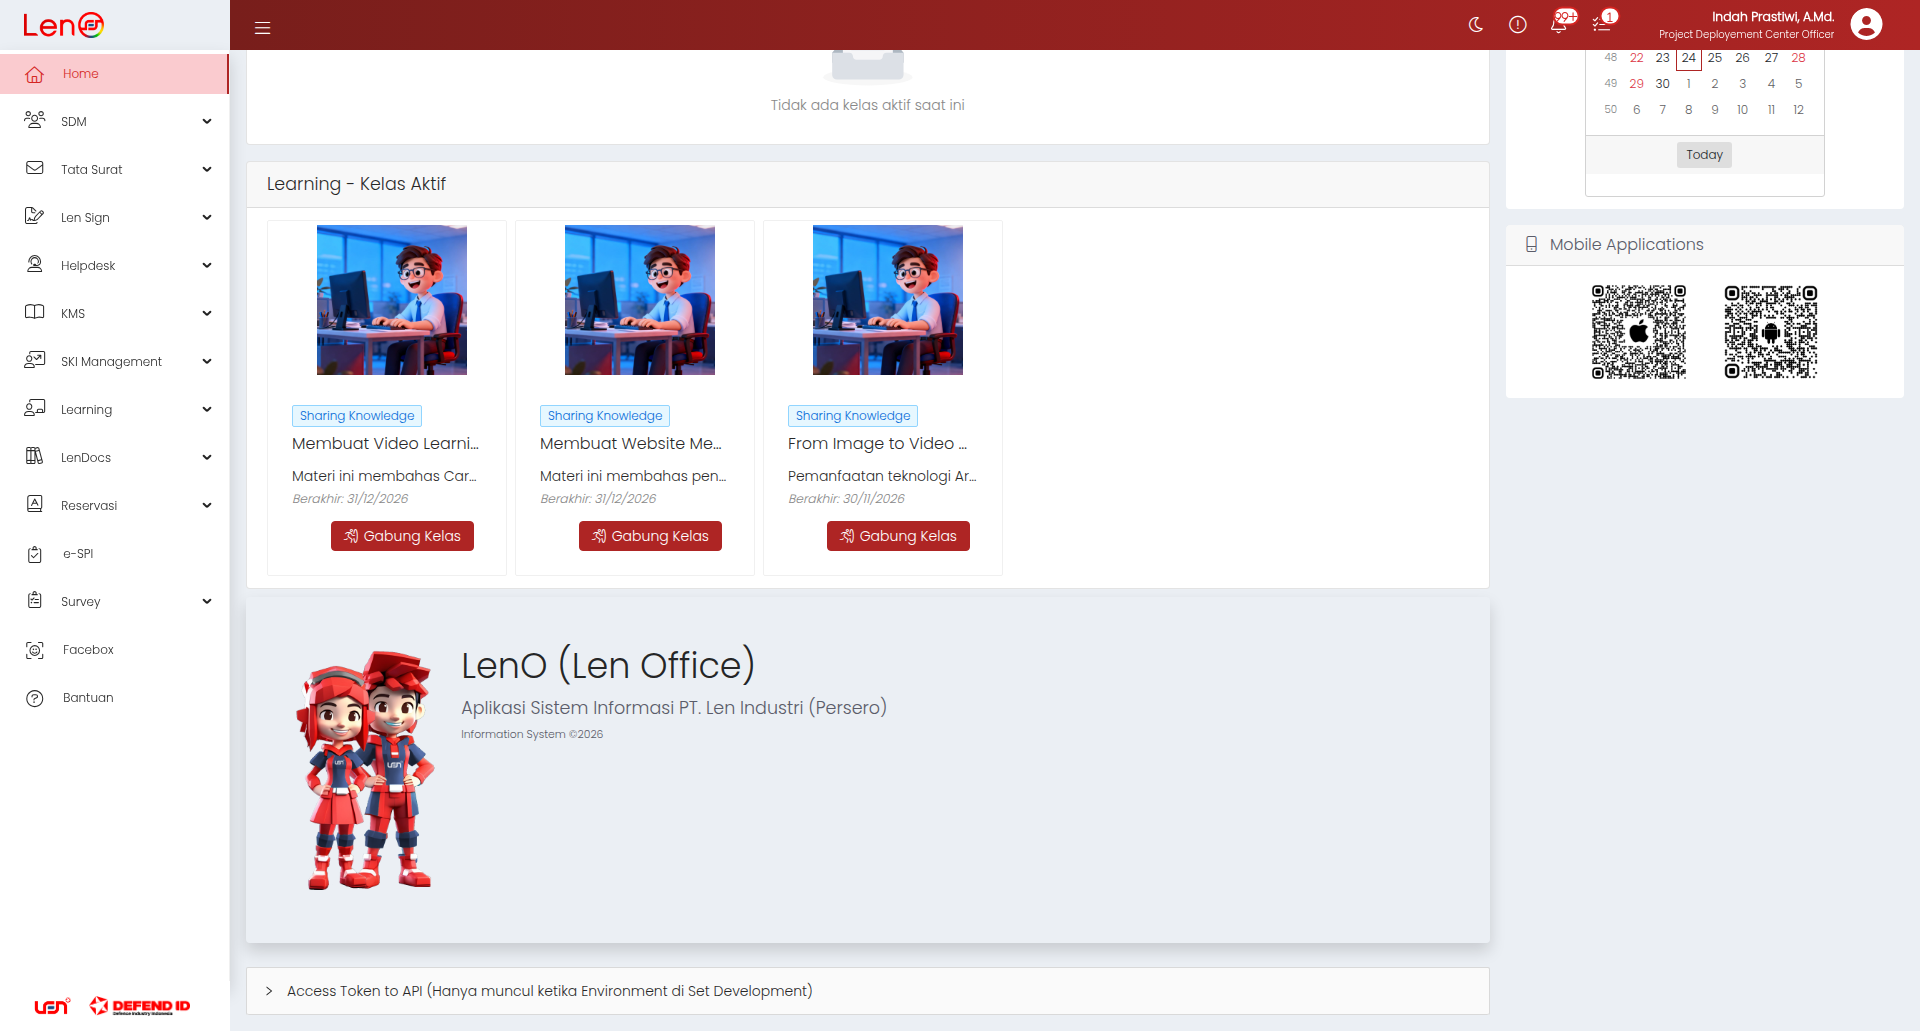 LenO
99+
1
Indah Prastiwi, A.Md.
Project Deployement Center Officer
Home
SDM
Tata Surat
Len Sign
Helpdesk
KMS
SKI Management
Learning
LenDocs
Reservasi
e-SPI
Survey
Facebox
Bantuan
Len
DEFEND ID
Defence Industry Indonesia
Tidak ada kelas aktif saat ini
Learning - Kelas Aktif
Sharing Knowledge
Membuat Video Learni...
Materi ini membahas Car...
Berakhir: 31/12/2026
Gabung Kelas
Sharing Knowledge
Membuat Website Me...
Materi ini membahas pen...
Berakhir: 31/12/2026
Gabung Kelas
Sharing Knowledge
From Image to Video ...
Pemanfaatan teknologi Ar...
Berakhir: 30/11/2026
Gabung Kelas
LenO (Len Office)
Aplikasi Sistem Informasi PT. Len Industri (Persero)
Information System ©2026
Access Token to API (Hanya muncul ketika Environment di Set Development)
48 22 23 24 25 26 27 28
49 29 30 1 2 3 4 5
50 6 7 8 9 10 11 12
Today
Mobile Applications